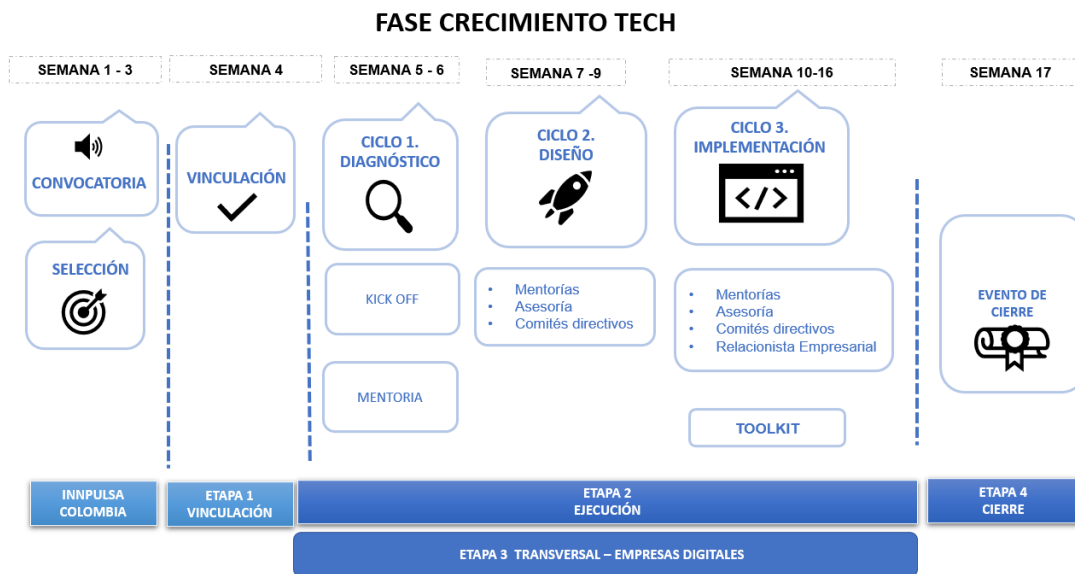 FASE CRECIMIENTO TECH
SEMANA 1 - 3
SEMANA 4
SEMANA 5 - 6
SEMANA 7 -9
SEMANA 10-16
SEMANA 17
CONVOCATORIA
SELECCIÓN
VINCULACIÓN
CICLO 1.
DIAGNÓSTICO
KICK OFF
MENTORIA
CICLO 2.
DISEÑO
• Mentorías
• Asesoría
• Comités directivos
CICLO 3.
IMPLEMENTACIÓN
</>
• Mentorías
• Asesoría
• Comités directivos
• Relacionista Empresarial
TOOLKIT
EVENTO DE
CIERRE
INNPULSA
COLOMBIA
ETAPA 1
VINCULACIÓN
ETAPA 2
EJECUCIÓN
ETAPA 4
CIERRE
ETAPA 3 TRANSVERSAL – EMPRESAS DIGITALES